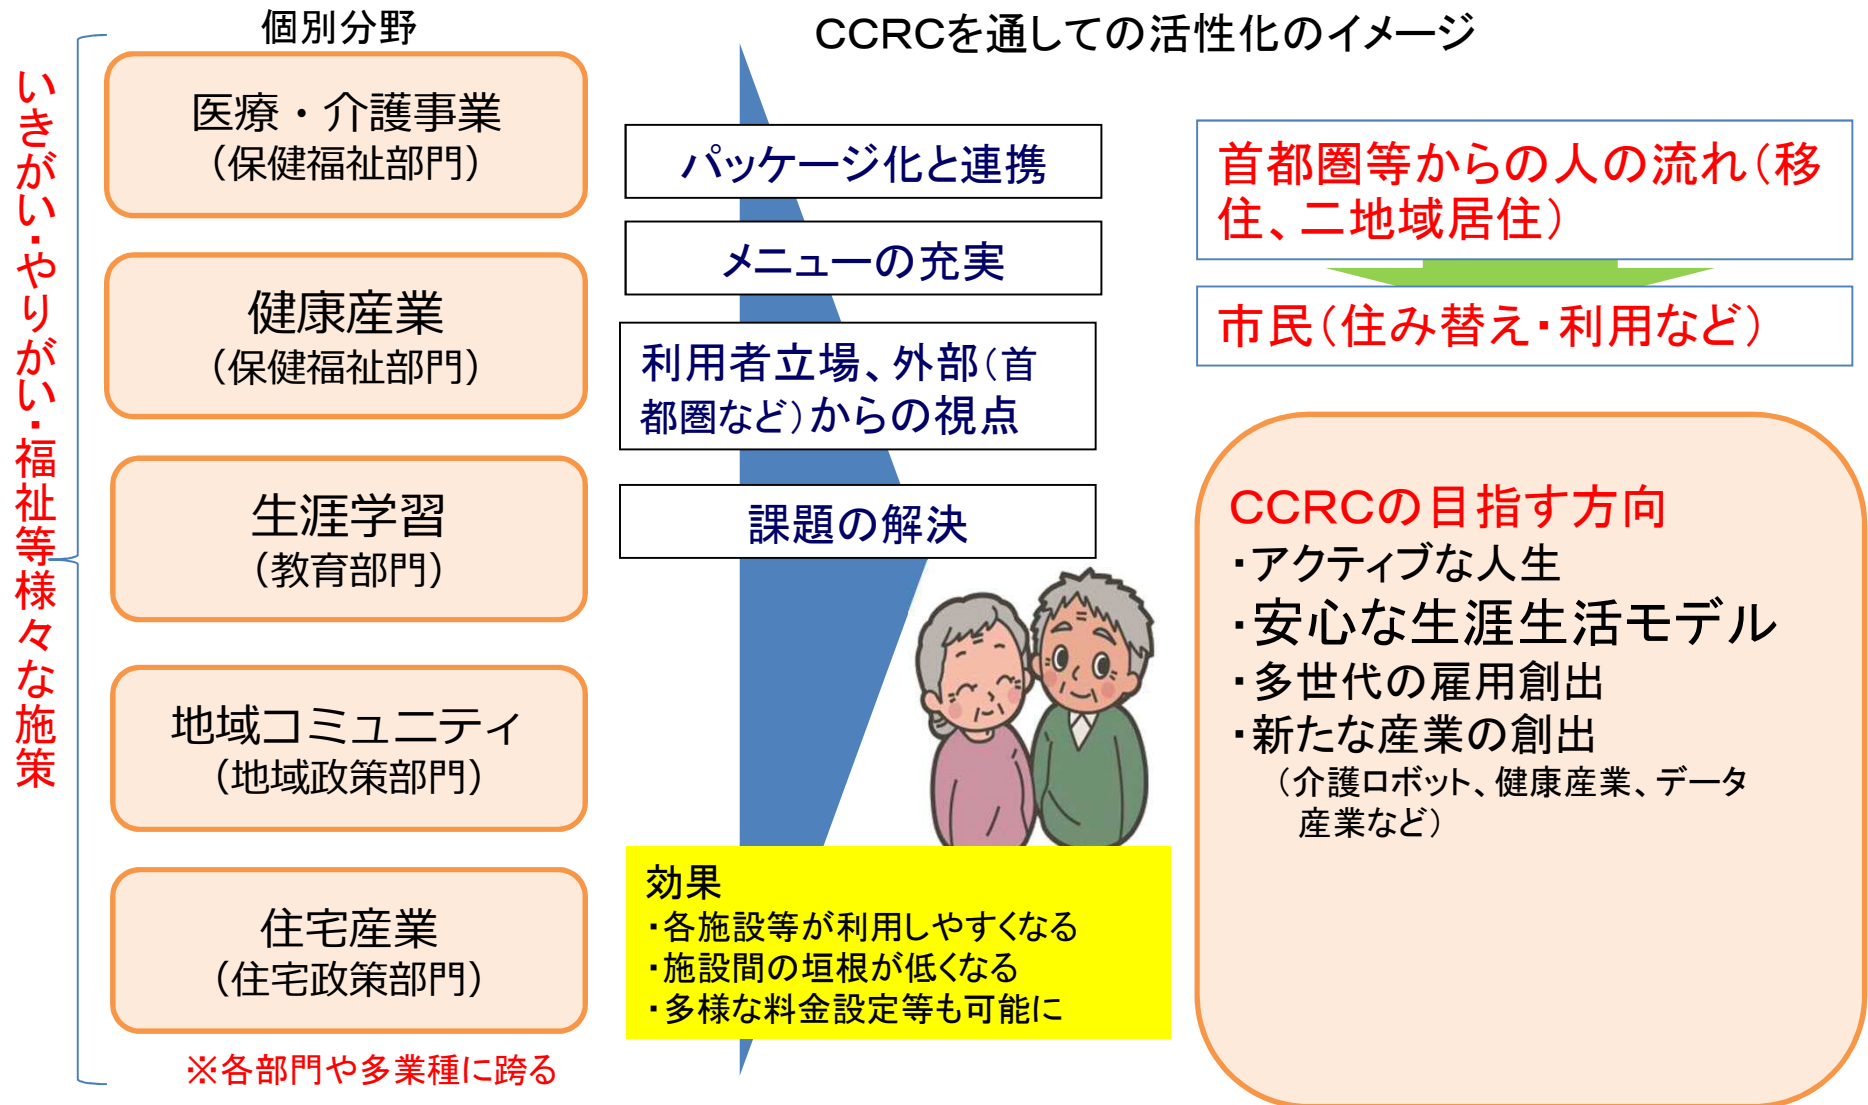 個別分野
CCRCを通しての活性化のイメージ
いきがい・やりがい・福祉等様々な施策
医療・介護事業
（保健福祉部門）
健康産業
（保健福祉部門）
生涯学習
（教育部門）
地域コミュニティ
（地域政策部門）
住宅産業
（住宅政策部門）
※各部門や多業種に跨る
パッケージ化と連携
メニューの充実
利用者立場、外部（首
都圏など）からの視点
課題の解決
効果
・各施設等が利用しやすくなる
・施設間の垣根が低くなる
・多様な料金設定等も可能に
首都圏等からの人の流れ（移
住、二地域居住）
市民（住み替え・利用など）
CCRCの目指す方向
・アクティブな人生
・安心な生涯生活モデル
・多世代の雇用創出
・新たな産業の創出
（介護ロボット、健康産業、データ
産業など）